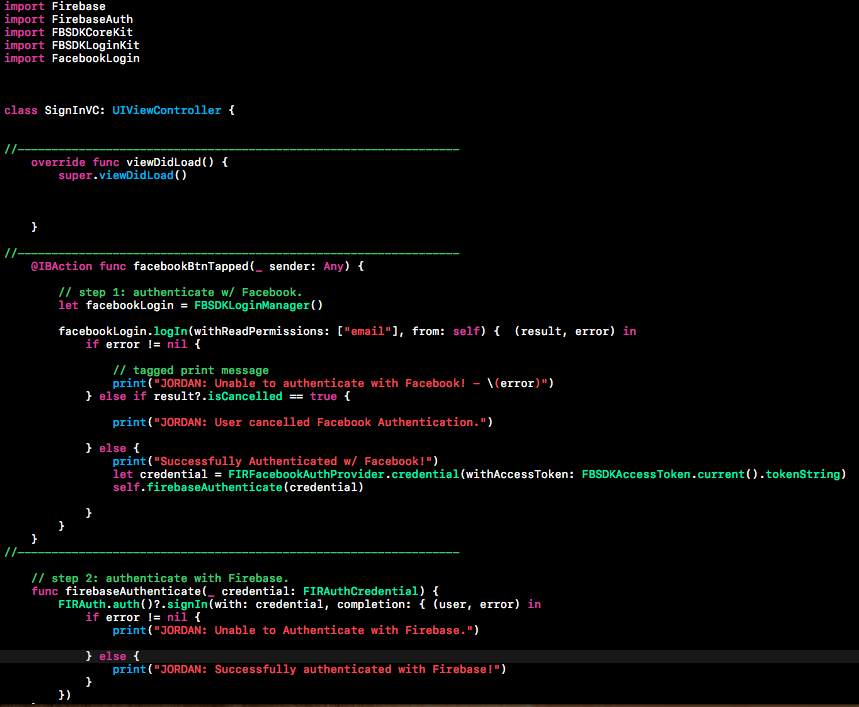 import Firebase
import FirebaseAuth
import FBSDKCoreKit
import FBSDKLoginKit
import FacebookLogin
class SignInVC: UIViewController {
//—————————————————————————————————————————————————————————————————
override func viewDidLoad() {
super.viewDidLoad()
}
//—————————————————————————————————————————————————————————————————
@IBAction func facebookBtnTapped(_ sender: Any) {
// step 1: authenticate w/ Facebook.
let facebookLogin = FBSDKLoginManager()
facebookLogin.logIn(withReadPermissions: ["email"], from: self) {  (result, error) in
if error != nil {
// tagged print message
print("JORDAN: Unable to authenticate with Facebook! — \(error)")
} else if result?.isCancelled == true {
print("JORDAN: User cancelled Facebook Authentication.")
} else {
print("Successfully Authenticated w/ Facebook!")
let credential = FIRFacebookAuthProvider.credential(withAccessToken: FBSDKAccessToken.current().tokenString)
self.firebaseAuthenticate(credential)
}
}
}
//—————————————————————————————————————————————————————————————————
// step 2: authenticate with Firebase.
func firebaseAuthenticate(_ credential: FIRAuthCredential) {
FIRAuth.auth()?.signIn(with: credential, completion: { (user, error) in
if error != nil {
print("JORDAN: Unable to Authenticate with Firebase.")
} else {
print("JORDAN: Successfully authenticated with Firebase!")
}
})